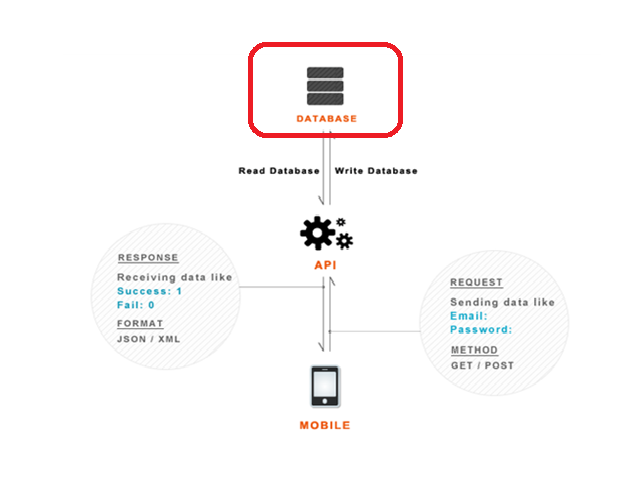 DATABASE
Read Database
Write Database
API
RESPONSE
Receiving data like
Success: 1
Fail: 0
FORMAT
JSON / XML
REQUEST
Sending data like
Email:
Password:
METHOD
GET / POST
MOBILE